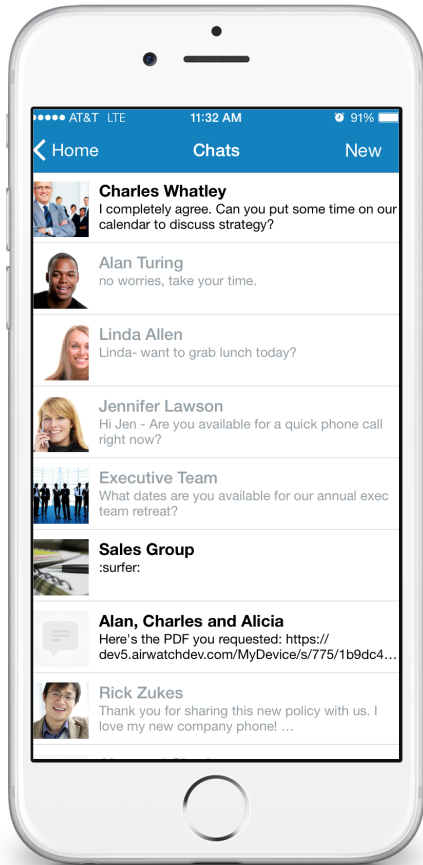 AT&T LTE 11:32 AM 91%
Home Chats New
Charles Whatley
I completely agree. Can you put some time on our
calendar to discuss strategy?
Alan Turing
no worries, take your time.
Linda Allen
Linda- want to grab lunch today?
Jennifer Lawson
Hi Jen - Are you available for a quick phone call
right now?
Executive Team
What dates are you available for our annual exec
team retreat?
Sales Group
:surfer:
Alan, Charles and Alicia
Here's the PDF you requested: https://
dev5.airwatchdev.com/MyDevice/s/775/1b9dc4...
Rick Zukes
Thank you for sharing this new policy with us. I
love my new company phone! ...